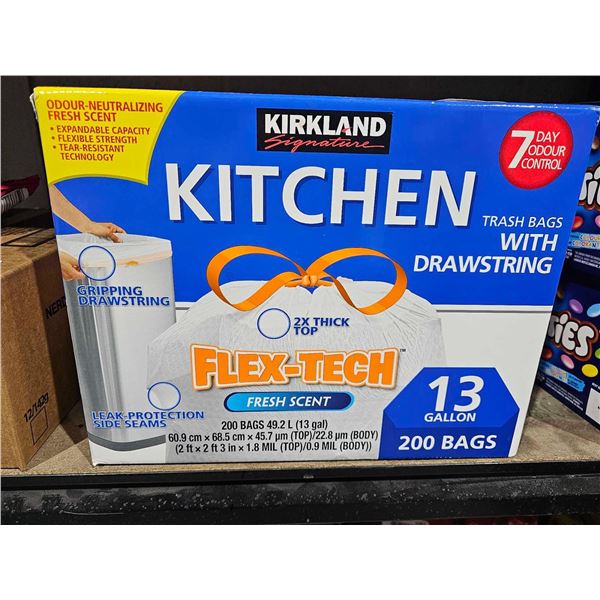 ODOUR-NEUTRALIZING
FRESH SCENT
• EXPANDABLE CAPACITY
• FLEXIBLE STRENGTH
• TEAR-RESISTANT
TECHNOLOGY
KIRKLAND
Signature
7 DAY
ODOUR
CONTROL
KITCHEN
TRASH BAGS
WITH
DRAWSTRING
GRIPPING
DRAWSTRING
2X THICK
TOP
FLEX-TECH™
FRESH SCENT
LEAK-PROTECTION
SIDE SEAMS
200 BAGS 49.2 L (13 gal)
60.9 cm × 68.5 cm × 45.7 µm (TOP)/22.8 µm (BODY)
(2 ft × 2 ft 3 in × 1.8 MIL (TOP)/0.9 MIL (BODY))
13
GALLON
200 BAGS
12/142g